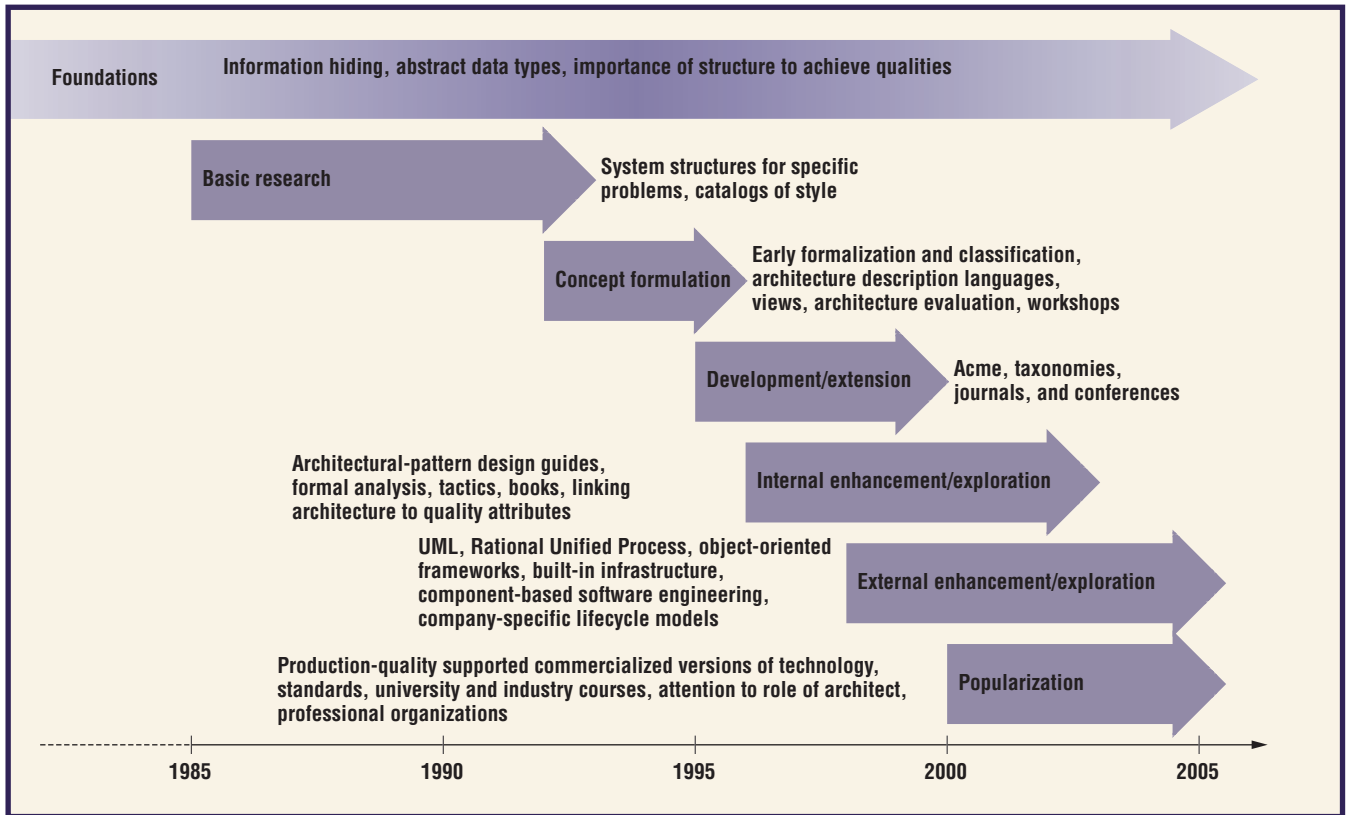 Foundations
Information hiding, abstract data types, importance of structure to achieve qualities
Basic research
System structures for specific
problems, catalogs of style
Concept formulation
Early formalization and classification,
architecture description languages,
views, architecture evaluation, workshops
Development/extension
Acme, taxonomies,
journals, and conferences
Architectural-pattern design guides,
formal analysis, tactics, books, linking
architecture to quality attributes
Internal enhancement/exploration
UML, Rational Unified Process, object-oriented
frameworks, built-in infrastructure,
component-based software engineering,
company-specific lifecycle models
External enhancement/exploration
Production-quality supported commercialized versions of technology,
standards, university and industry courses, attention to role of architect,
professional organizations
Popularization
1985
1990
1995
2000
2005